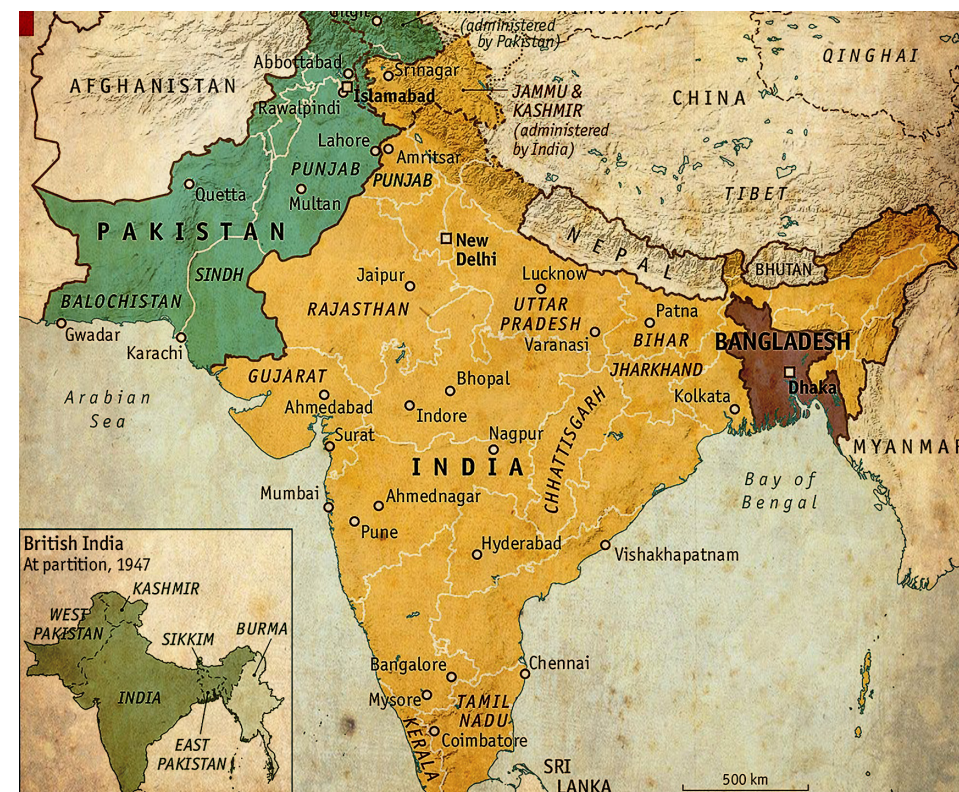 KASHMIR
(administered
by Pakistan)
QINGHAI
Abbottabad
Srinagar
AFGHANISTAN
CHINA
Islamabad
JAMMU &
KASHMIR
(administered
by India)
Rawalpindi
Lahore
Amritsar
PUNJAB
PUNJAB
TIBET
Quetta
Multan
PAKISTAN
NEPAL
New
Delhi
SINDH
Jaipur
Lucknow
BHUTAN
BALOCHISTAN
RAJASTHAN
UTTAR
PRADESH
Patna
Gwadar
Karachi
Varanasi
BIHAR
BANGLADESH
GUJARAT
Bhopal
JHARKHAND
Dhaka
Arabian
Sea
Ahmedabad
Indore
Kolkata
CHHATTISGARH
Surat
Nagpur
MYANMAR
INDIA
Bay of
Bengal
Mumbai
Ahmednagar
Pune
Hyderabad
Vishakhapatnam
British India
At partition, 1947
KASHMIR
WEST
PAKISTAN
SIKKIM
BURMA
INDIA
EAST
PAKISTAN
Bangalore
Chennai
Mysore
TAMIL
NADU
KERALA
Coimbatore
SRI
LANKA
500 km